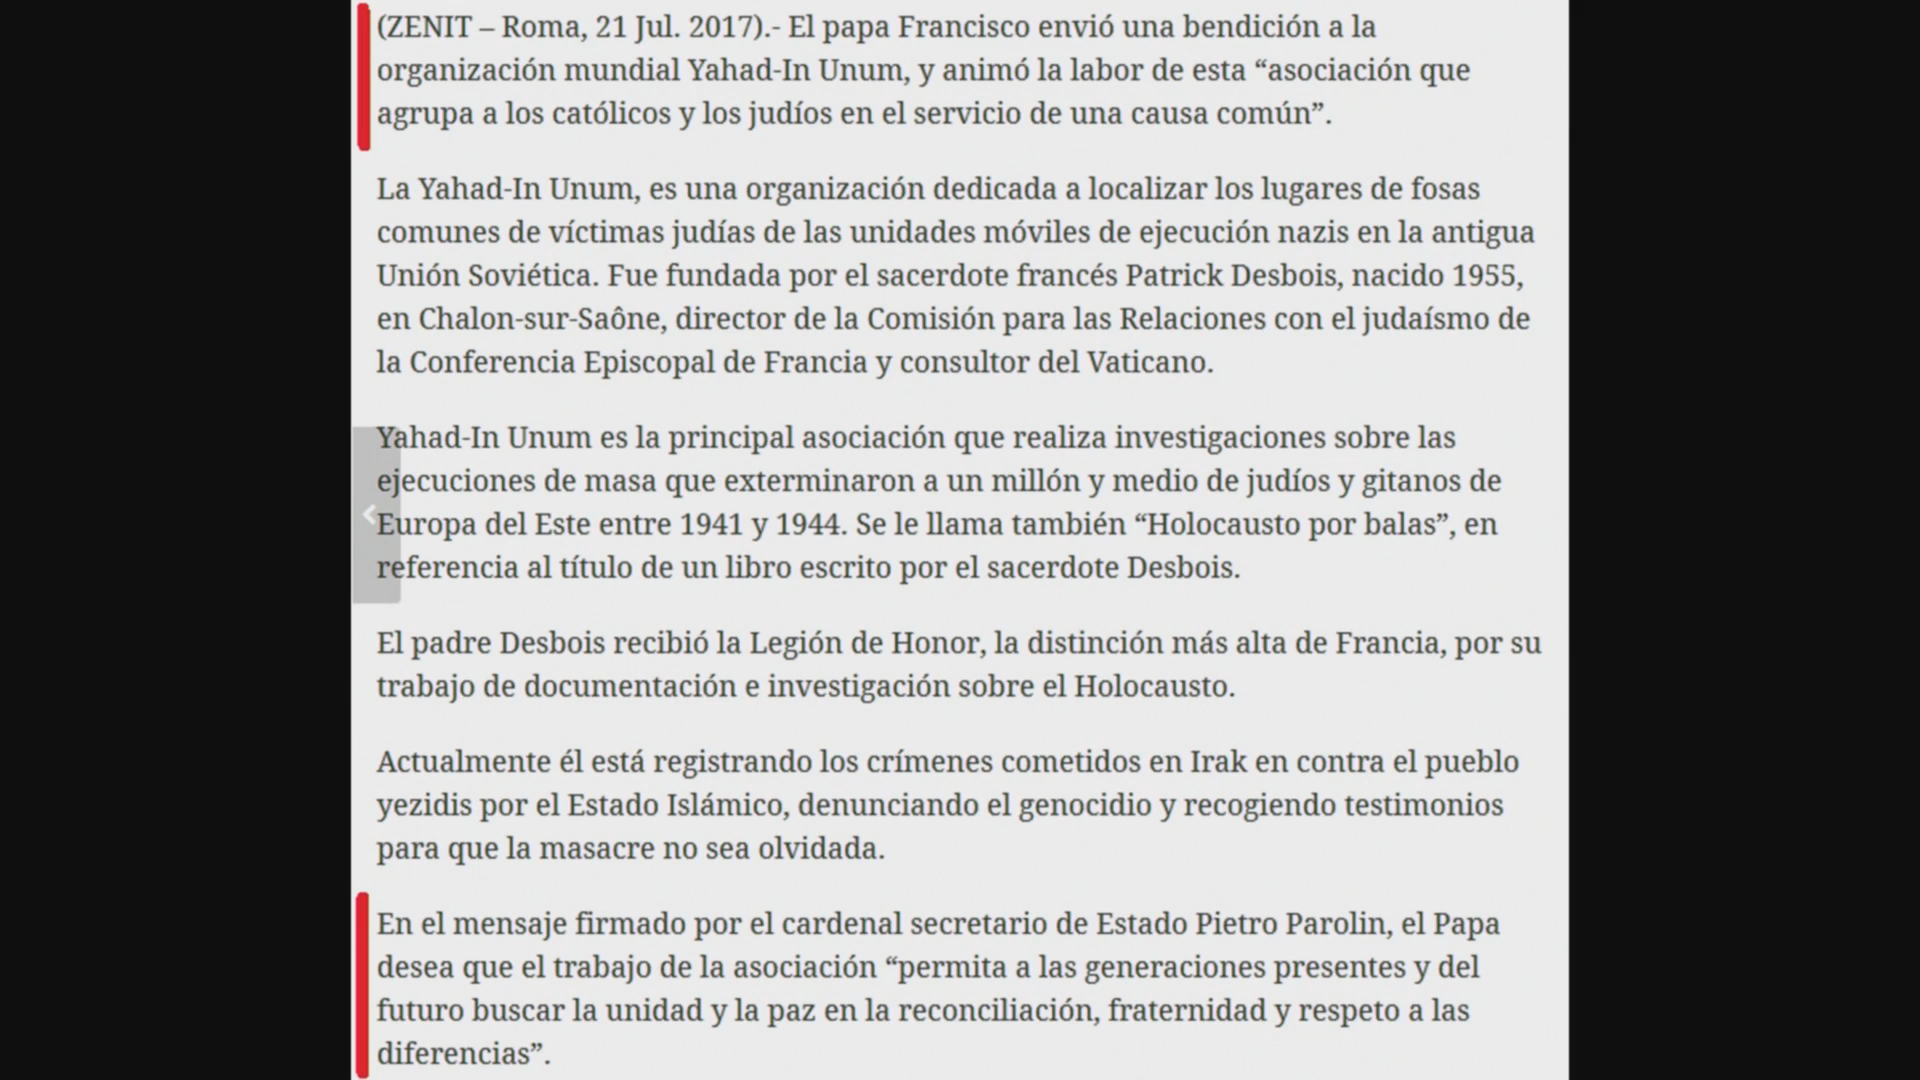 (ZENIT – Roma, 21 Jul. 2017).- El papa Francisco envió una bendición a la
organización mundial Yahad-In Unum, y animó la labor de esta “asociación que
agrupa a los católicos y los judíos en el servicio de una causa común”.
La Yahad-In Unum, es una organización dedicada a localizar los lugares de fosas
comunes de víctimas judías de las unidades móviles de ejecución nazis en la antigua
Unión Soviética. Fue fundada por el sacerdote francés Patrick Desbois, nacido 1955,
en Chalon-sur-Saône, director de la Comisión para las Relaciones con el judaísmo de
la Conferencia Episcopal de Francia y consultor del Vaticano.
Yahad-In Unum es la principal asociación que realiza investigaciones sobre las
ejecuciones de masa que exterminaron a un millón y medio de judíos y gitanos de
Europa del Este entre 1941 y 1944. Se le llama también “Holocausto por balas”, en
referencia al título de un libro escrito por el sacerdote Desbois.
El padre Desbois recibió la Legión de Honor, la distinción más alta de Francia, por su
trabajo de documentación e investigación sobre el Holocausto.
Actualmente él está registrando los crímenes cometidos en Irak en contra el pueblo
yezidis por el Estado Islámico, denunciando el genocidio y recogiendo testimonios
para que la masacre no sea olvidada.
En el mensaje firmado por el cardenal secretario de Estado Pietro Parolin, el Papa
desea que el trabajo de la asociación “permita a las generaciones presentes y del
futuro buscar la unidad y la paz en la reconciliación, fraternidad y respeto a las
diferencias”.